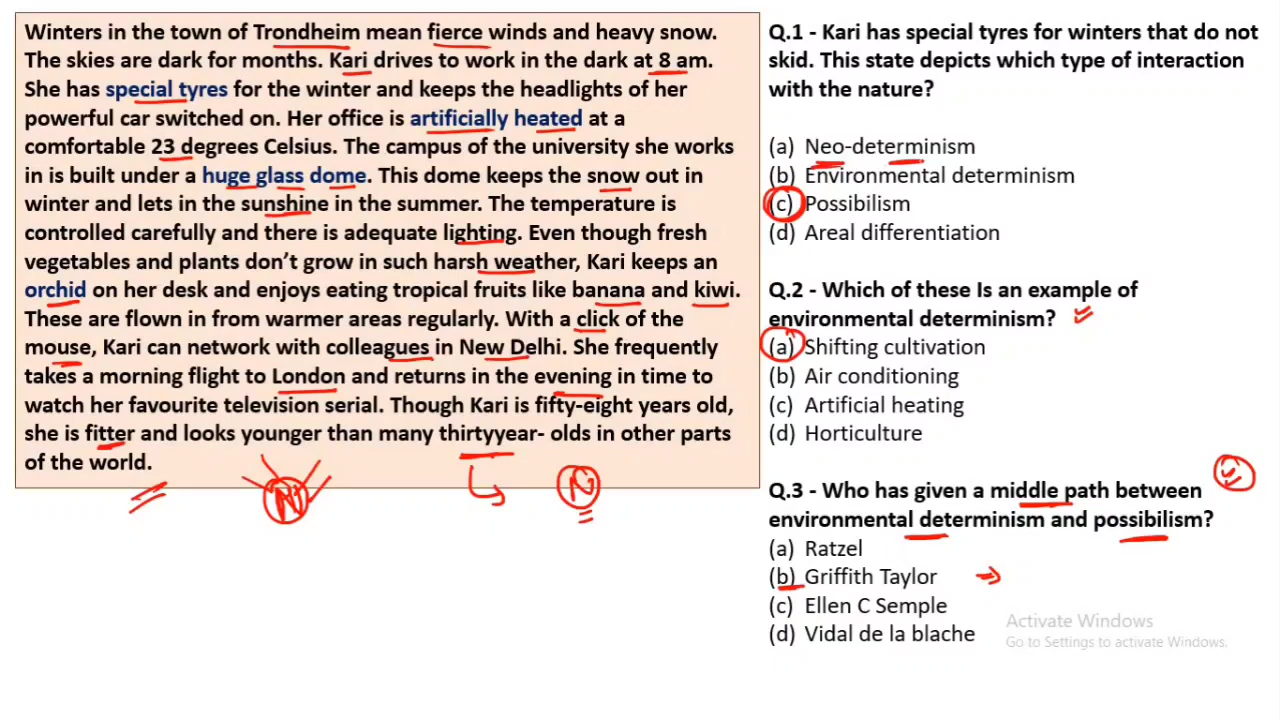 Winters in the town of Trondheim mean fierce winds and heavy snow.
The skies are dark for months. Kari drives to work in the dark at 8 am.
She has special tyres for the winter and keeps the headlights of her
powerful car switched on. Her office is artificially heated at a
comfortable 23 degrees Celsius. The campus of the university she works
in is built under a huge glass dome. This dome keeps the snow out in
winter and lets in the sunshine in the summer. The temperature is
controlled carefully and there is adequate lighting. Even though fresh
vegetables and plants don't grow in such harsh weather, Kari keeps an
orchid on her desk and enjoys eating tropical fruits like banana and kiwi.
These are flown in from warmer areas regularly. With a click of the
mouse, Kari can network with colleagues in New Delhi. She frequently
takes a morning flight to London and returns in the evening in time to
watch her favourite television serial. Though Kari is fifty-eight years old,
she is fitter and looks younger than many thirtyyear- olds in other parts
of the world.
N
N
Q.1 - Kari has special tyres for winters that do not
skid. This state depicts which type of interaction
with the nature?
(a) Neo-determinism
(b) Environmental determinism
(c) Possibilism
(d) Areal differentiation
Q.2 - Which of these Is an example of
environmental determinism?
(a) Shifting cultivation
(b) Air conditioning
(c) Artificial heating
(d) Horticulture
Q.3 - Who has given a middle path between
environmental determinism and possibilism?
(a) Ratzel
(b) Griffith Taylor
(c) Ellen C Semple
(d) Vidal de la blache
Activate Windows
Go to Settings to activate Windows.